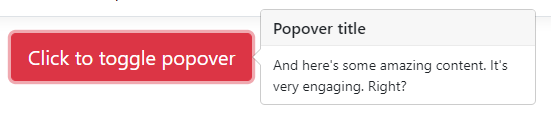 Click to toggle popover
Popover title
And here's some amazing content. It's
very engaging. Right?